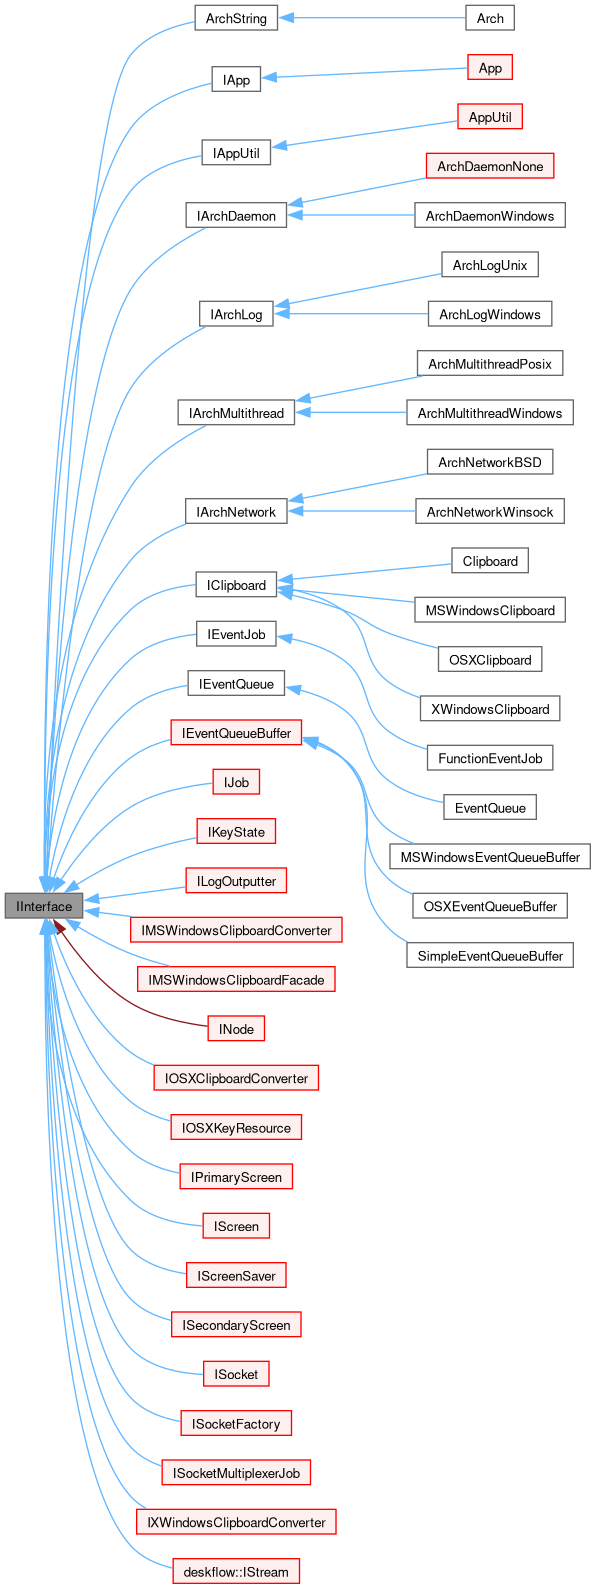 ArchString
Arch
IApp
App
IAppUtil
AppUtil
IArchDaemon
ArchDaemonNone
ArchDaemonWindows
IArchLog
ArchLogUnix
ArchLogWindows
IArchMultithread
ArchMultithreadPosix
ArchMultithreadWindows
IArchNetwork
ArchNetworkBSD
ArchNetworkWinsock
IClipboard
Clipboard
MSWindowsClipboard
OSXClipboard
XWindowsClipboard
IEventJob
FunctionEventJob
IEventQueue
EventQueue
IEventQueueBuffer
MSWindowsEventQueueBuffer
OSXEventQueueBuffer
SimpleEventQueueBuffer
IJob
IKeyState
ILogOutputter
IInterface
IMSWindowsClipboardConverter
IMSWindowsClipboardFacade
INode
IOSXClipboardConverter
IOSXKeyResource
IPrimaryScreen
IScreen
IScreenSaver
ISecondaryScreen
ISocket
ISocketFactory
ISocketMultiplexerJob
IXWindowsClipboardConverter
deskflow::IStream